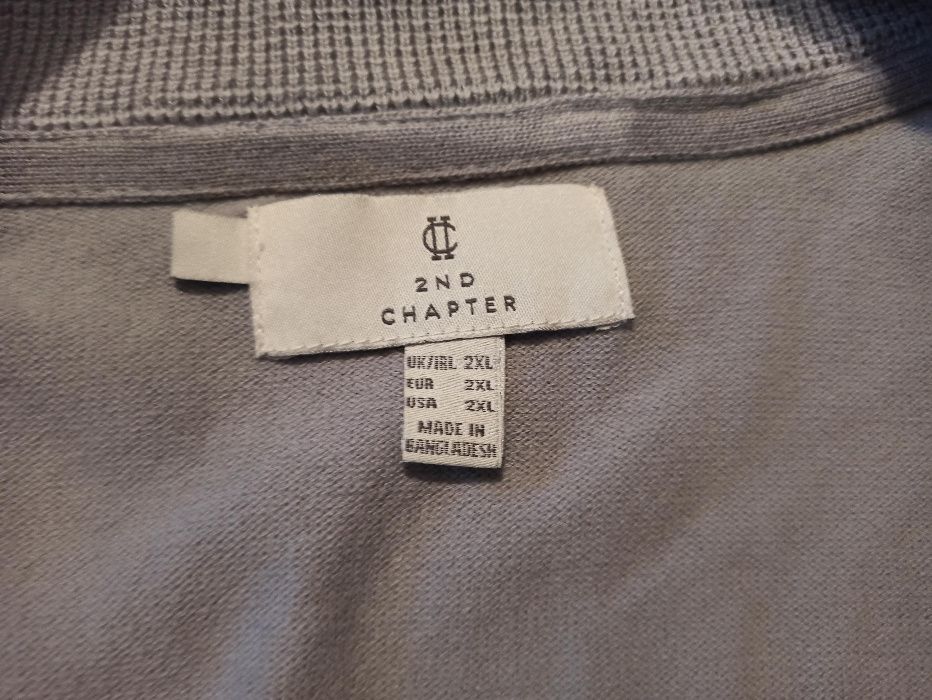 2ND
CHAPTER
UK/IRL 2XL
EUR 2XL
USA 2XL
MADE IN
BANGLADESH